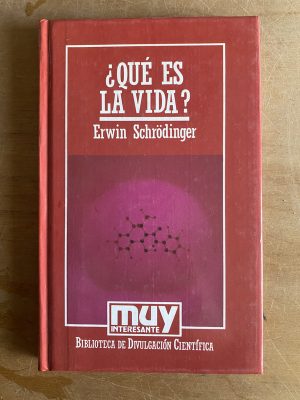 ¿QUÉ ES
LA VIDA?
Erwin Schrödinger
muy
INTERESANTE
BIBLIOTECA DE DIVULGACIÓN CIENTÍFICA